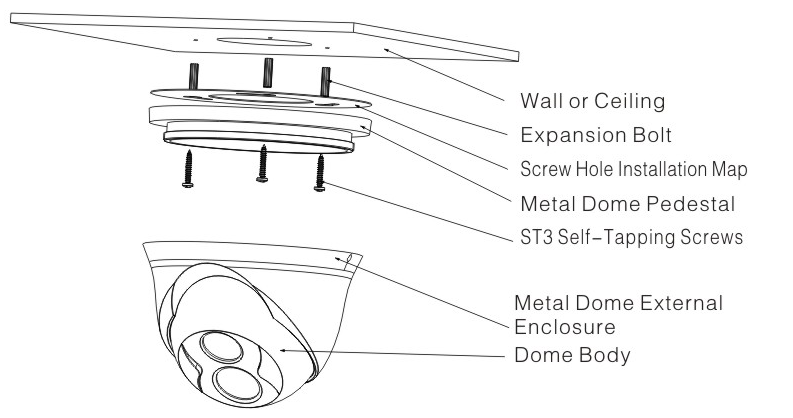 Wall or Ceiling
Expansion Bolt
Screw Hole Installation Map
Metal Dome Pedestal
ST3 Self-Tapping Screws
Metal Dome External
Enclosure
Dome Body